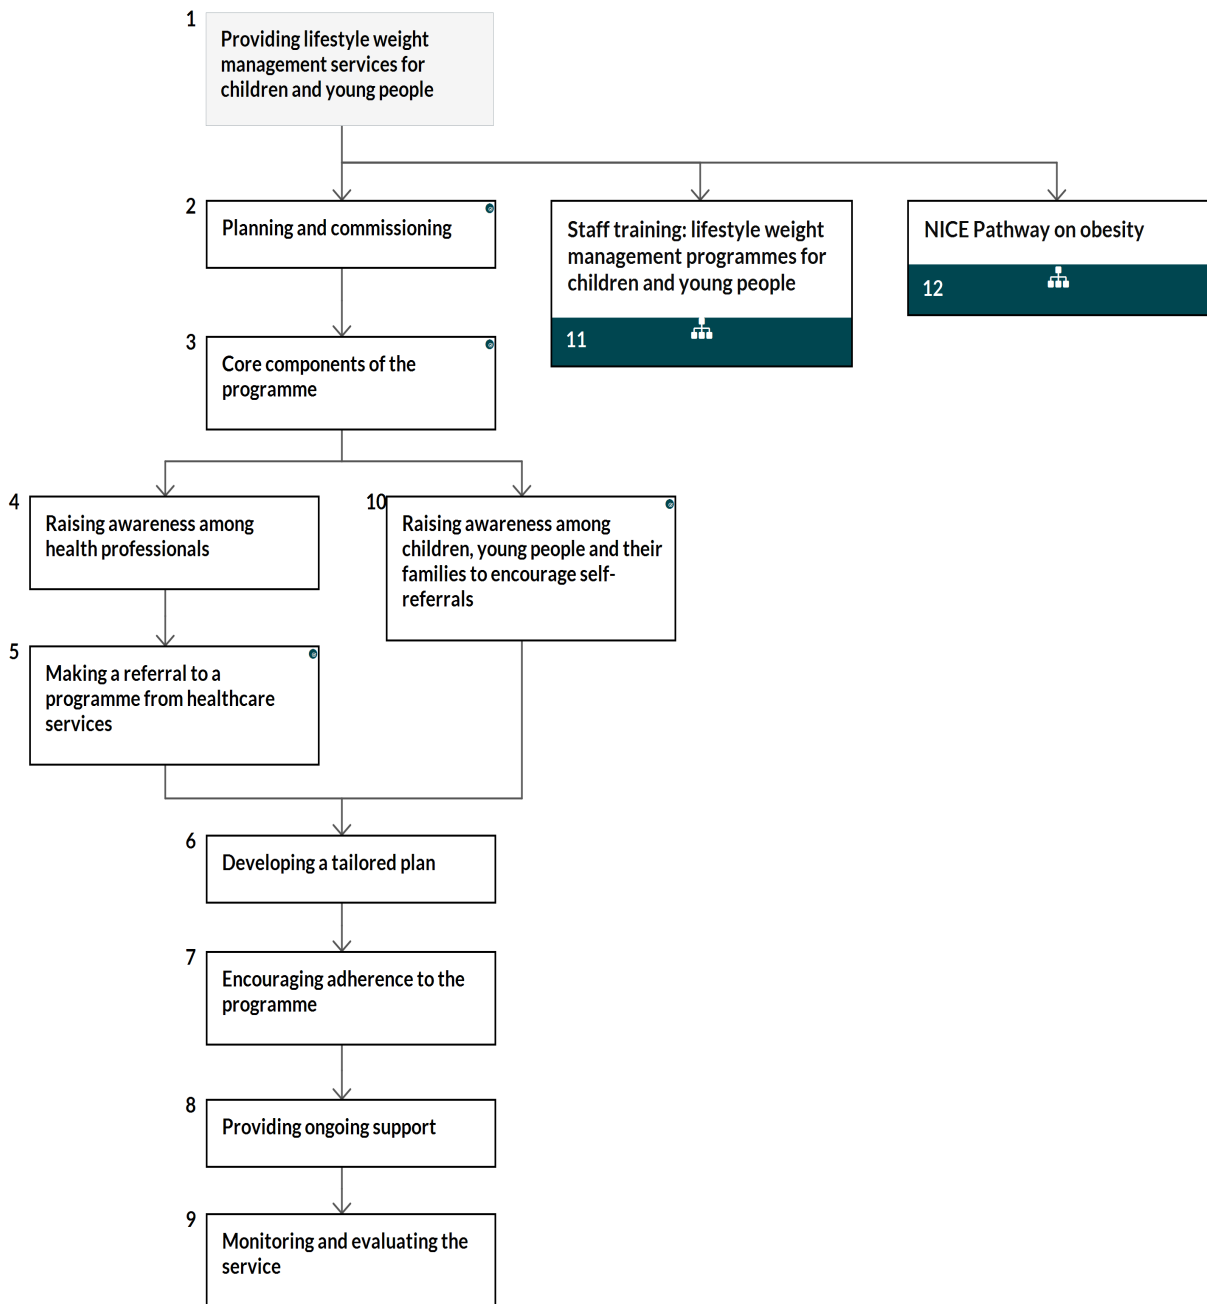 1
Providing lifestyle weight
management services for
children and young people
2
Planning and commissioning
Staff training: lifestyle weight
management programmes for
children and young people
11
NICE Pathway on obesity
12
3
Core components of the
programme
4
Raising awareness among
health professionals
10
Raising awareness among
children, young people and their
families to encourage self-
referrals
5
Making a referral to a
programme from healthcare
services
6
Developing a tailored plan
7
Encouraging adherence to the
programme
8
Providing ongoing support
9
Monitoring and evaluating the
service